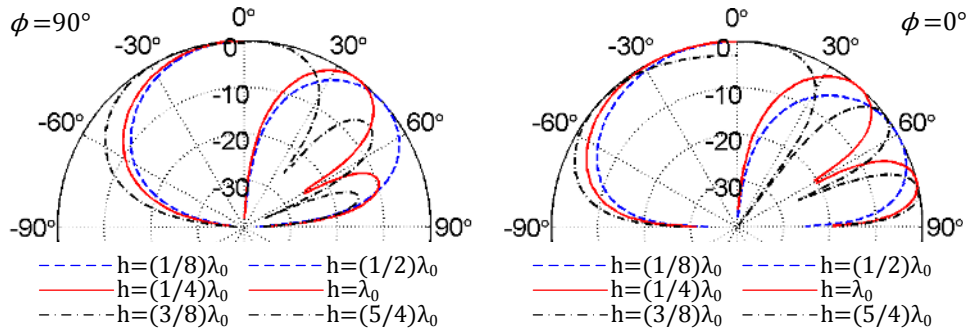 ϕ=90°
0°
-30°
30°
-60°
60°
-90°
90°
0
-10
-20
-30
h=(1/8)λ₀
h=(1/2)λ₀
h=(1/4)λ₀
h=λ₀
h=(3/8)λ₀
h=(5/4)λ₀
0°
ϕ=0°
-30°
30°
-60°
60°
-90°
90°
0
-10
-20
-30
h=(1/8)λ₀
h=(1/2)λ₀
h=(1/4)λ₀
h=λ₀
h=(3/8)λ₀
h=(5/4)λ₀